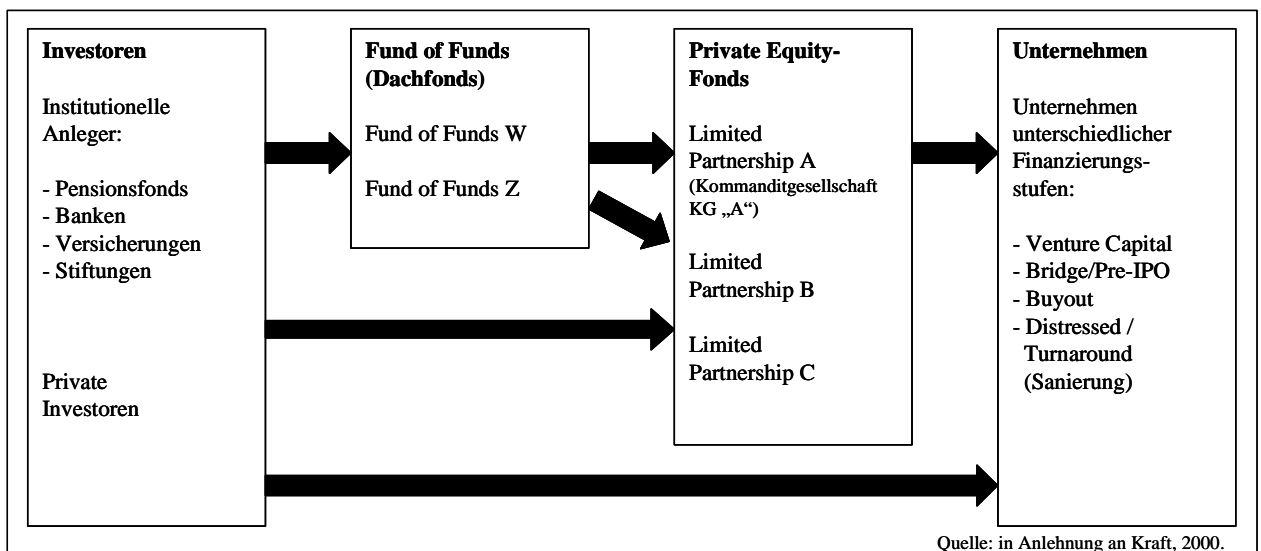 Investoren
Institutionelle
Anleger:
- Pensionsfonds
- Banken
- Versicherungen
- Stiftungen
Private
Investoren
Fund of Funds
(Dachfonds)
Fund of Funds W
Fund of Funds Z
Private Equity-
Fonds
Limited
Partnership A
(Kommanditgesellschaft
KG „A“)
Limited
Partnership B
Limited
Partnership C
Unternehmen
Unternehmen
unterschiedlicher
Finanzierungs-
stufen:
- Venture Capital
- Bridge/Pre-IPO
- Buyout
- Distressed /
Turnaround
(Sanierung)
Quelle: in Anlehnung an Kraft, 2000.